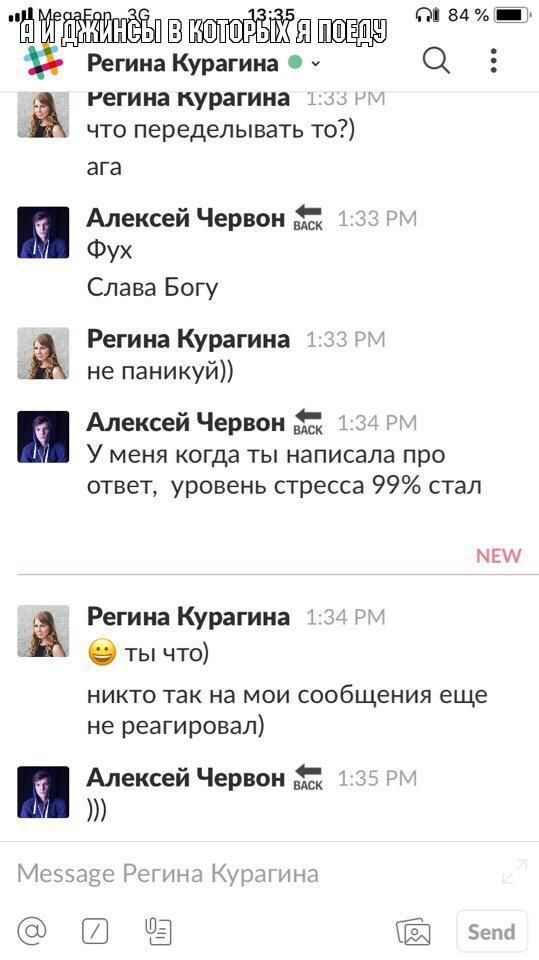 MegaFon 3G 13:35 84 %
А И ДЖИНСЫ В КОТОРЫХ Я ПОЕДУ
Регина Курагина
Регина Курагина 1:33 PM
что переделывать то?)
ага
Алексей Червон BACK 1:33 PM
Фух
Слава Богу
Регина Курагина 1:33 PM
не паникуй))
Алексей Червон BACK 1:34 PM
У меня когда ты написала про
ответ, уровень стресса 99% стал
NEW
Регина Курагина 1:34 PM
😀 ты что)
никто так на мои сообщения еще
не реагировал)
Алексей Червон BACK 1:35 PM
)))
Message Регина Курагина
Send